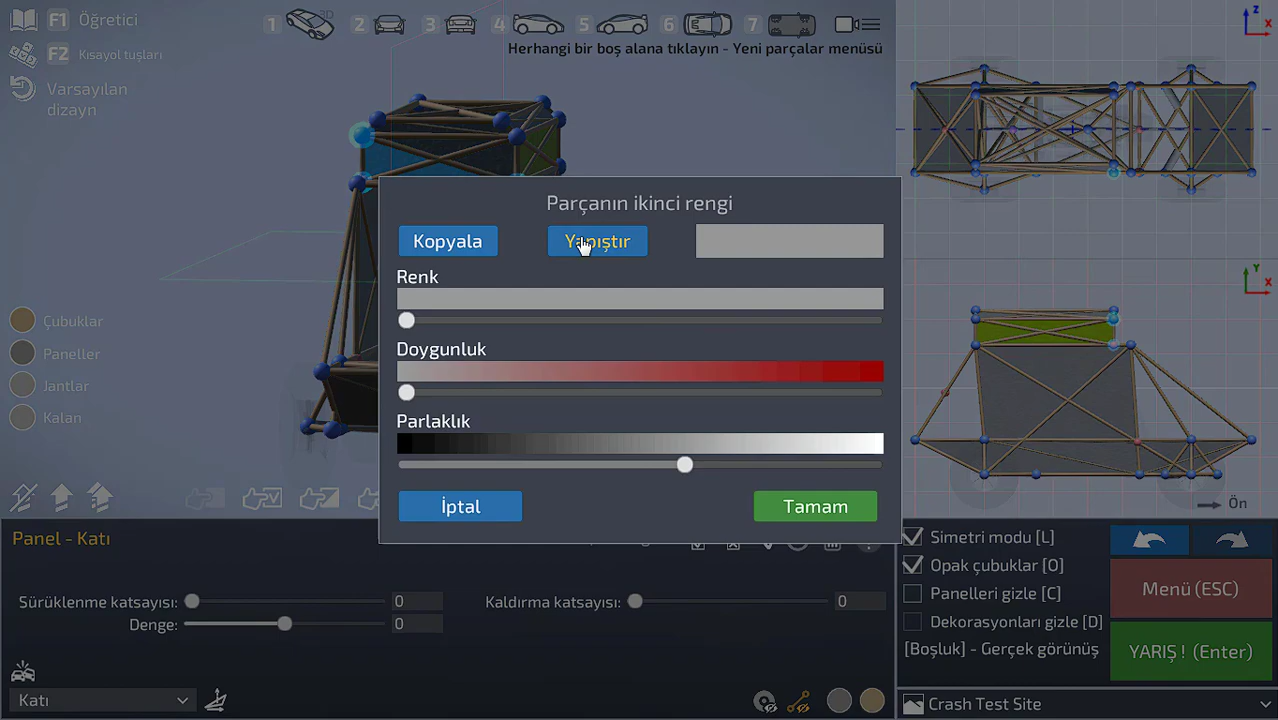 F1 Öğretici
F2 Kısayol tuşları
Varsayılan
dizayn
1 3D 2 3 4 5 6 7
Herhangi bir boş alana tıklayın - Yeni parçalar menüsü
Z
X
Y
X
Çubuklar
Paneller
Jantlar
Kalan
Parçanın ikinci rengi
Kopyala
Yapıştır
Renk
Doygunluk
Parlaklık
İptal
Tamam
Ön
Panel - Katı
Sürüklenme katsayısı: 0
Kaldırma katsayısı: 0
Denge: 0
Katı
Simetri modu [L]
Opak çubuklar [O]
Panelleri gizle [C]
Dekorasyonları gizle [D]
[Boşluk] - Gerçek görünüş
Menü (ESC)
YARIŞ ! (Enter)
Crash Test Site